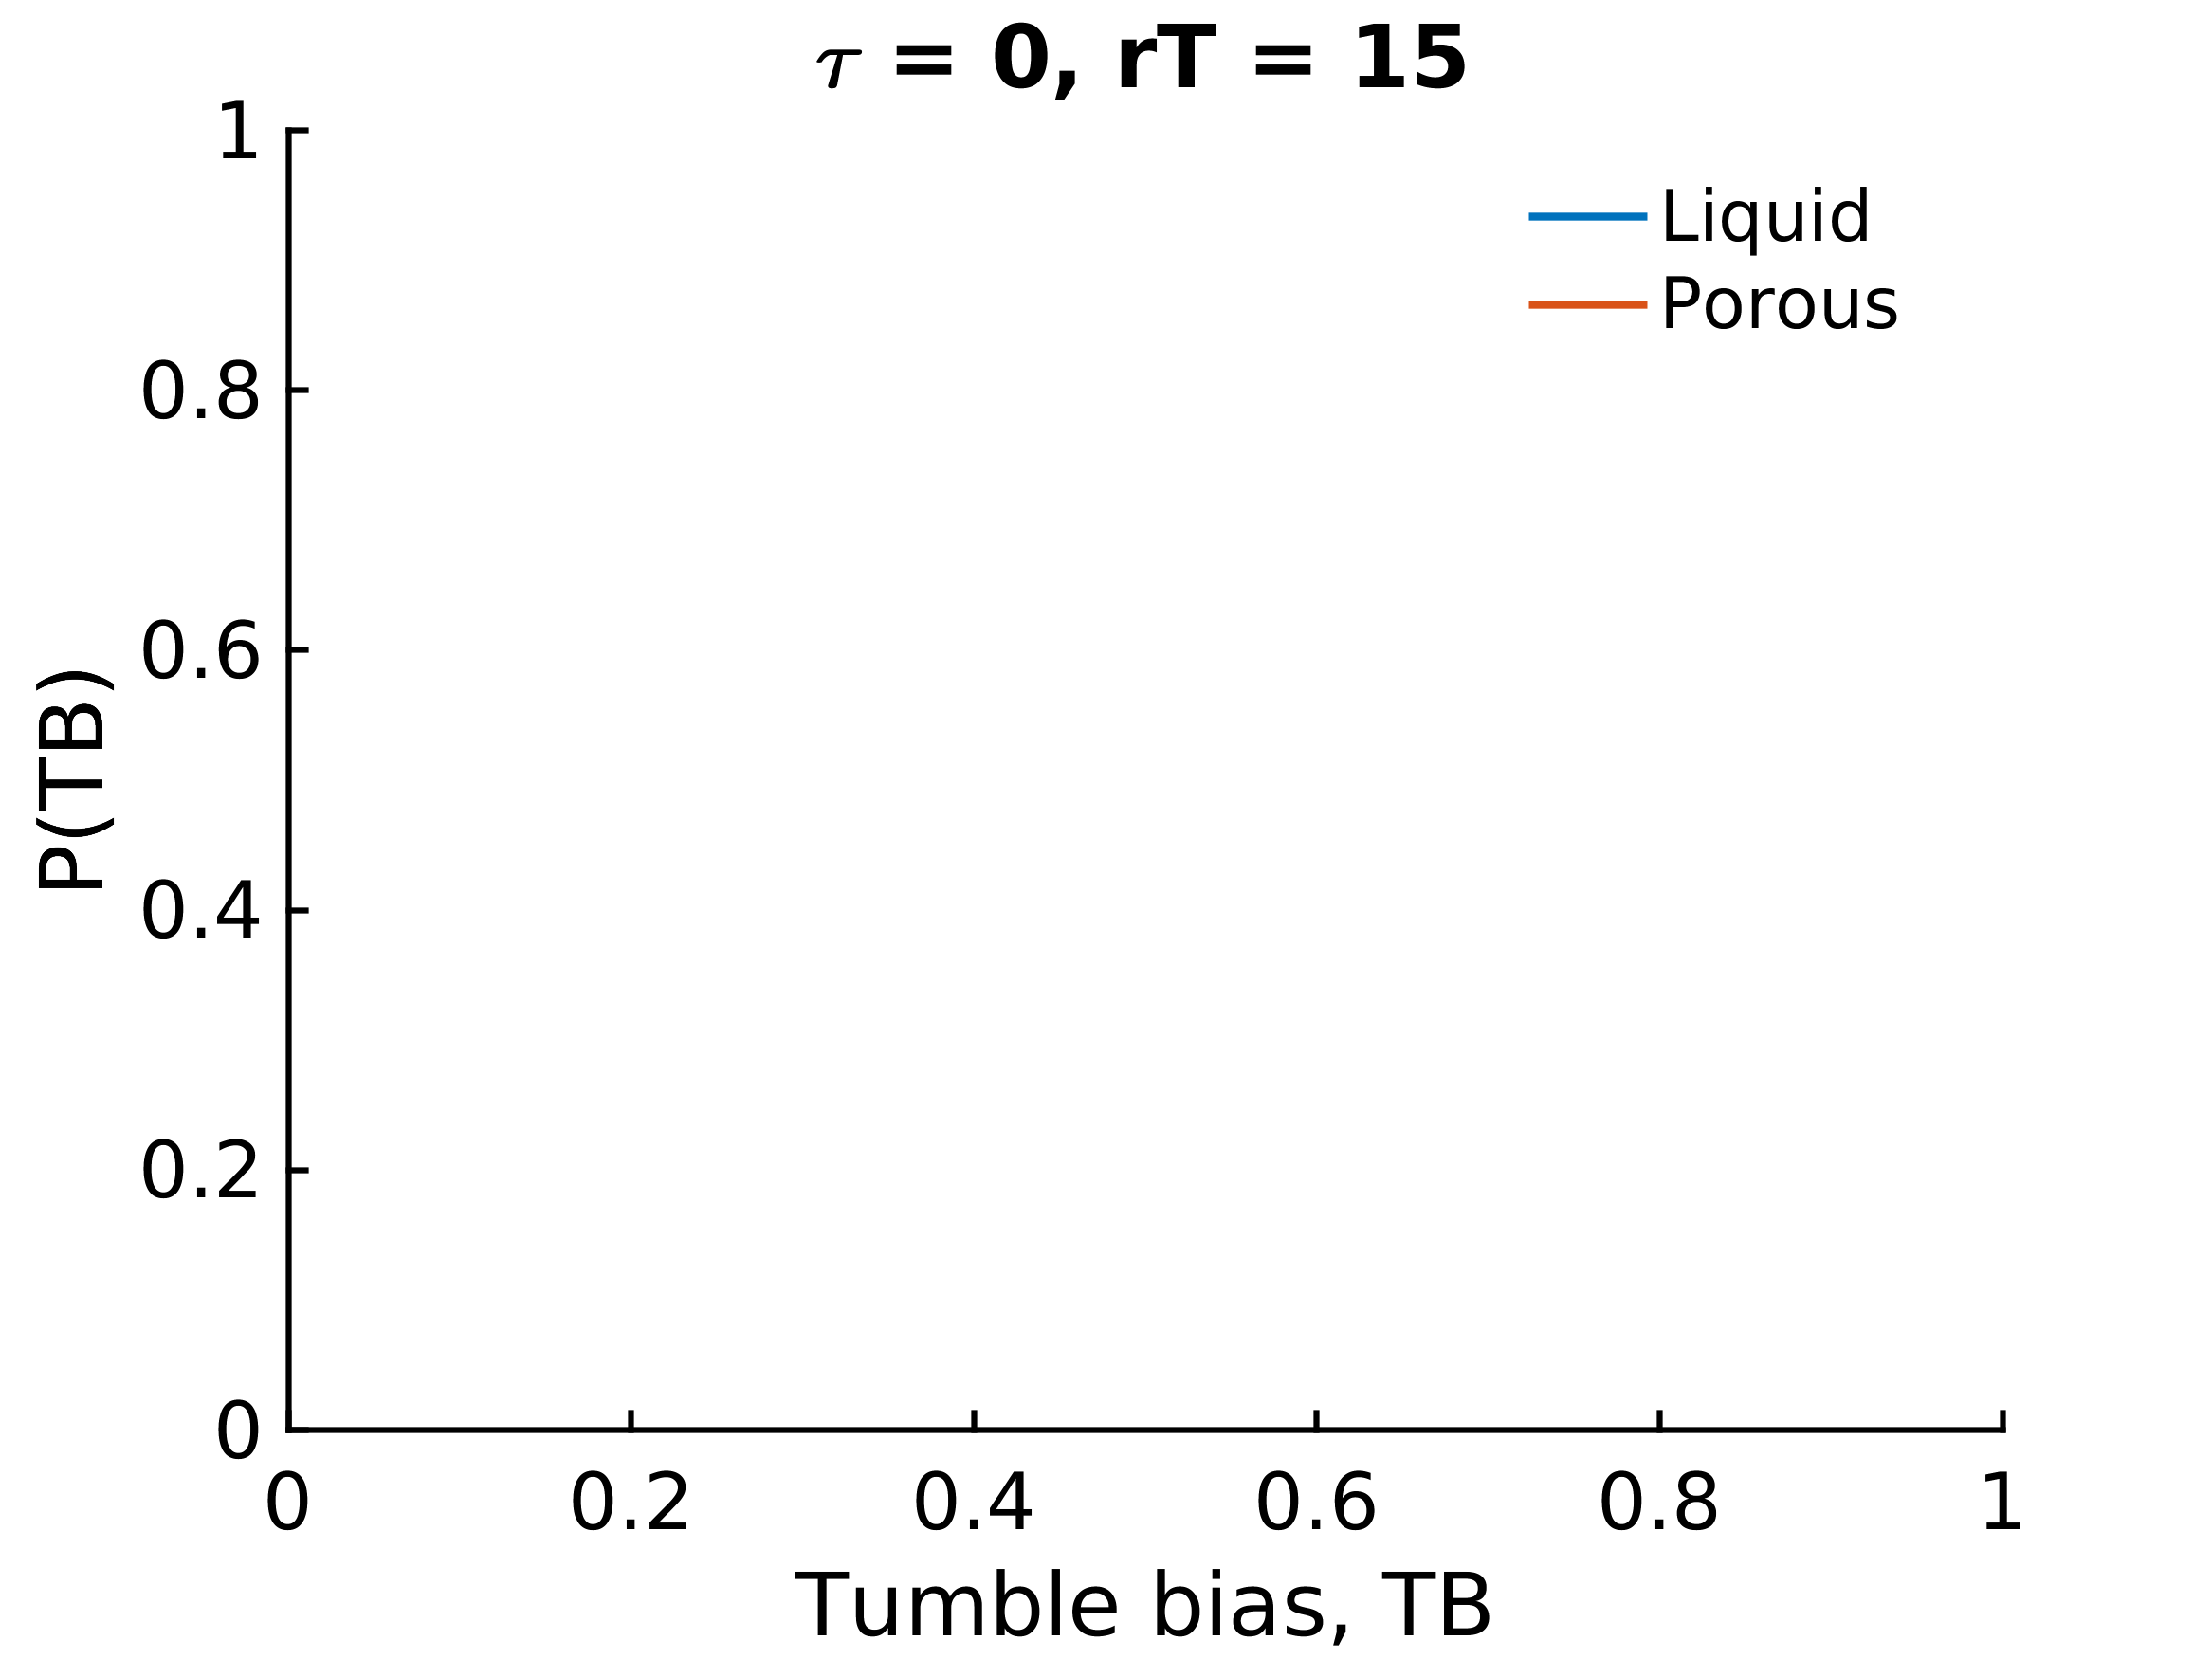 τ = 0, rT = 15
Liquid
Porous
1
0.8
0.6
0.4
0.2
0
P(TB)
0 0.2 0.4 0.6 0.8 1
Tumble bias, TB